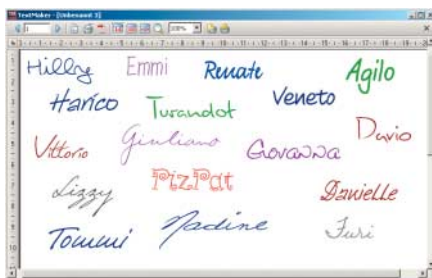 TextMaker - [Unbenannt 3]
100%
Hilly Emmi Renate Agilo
Harico Turandot Veneto
Vittorio Giuliano Giovanna Dario
Lizzy PizPat Danielle
Tommi Nadine Juri